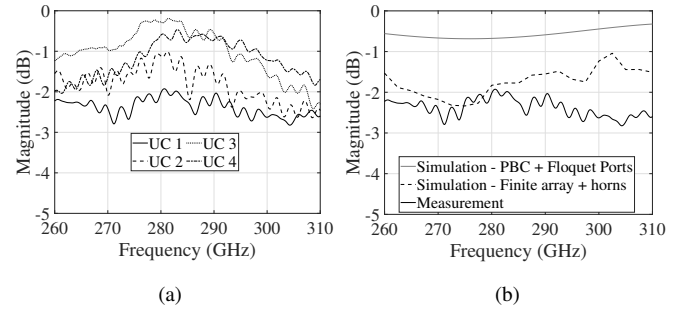 0
-1
-2
-3
-4
-5
Magnitude (dB)
UC 1
UC 3
UC 2
UC 4
260
270
280
290
300
310
Frequency (GHz)
(a)
0
-1
-2
-3
-4
-5
Magnitude (dB)
Simulation - PBC + Floquet Ports
Simulation - Finite array + horns
Measurement
260
270
280
290
300
310
Frequency (GHz)
(b)